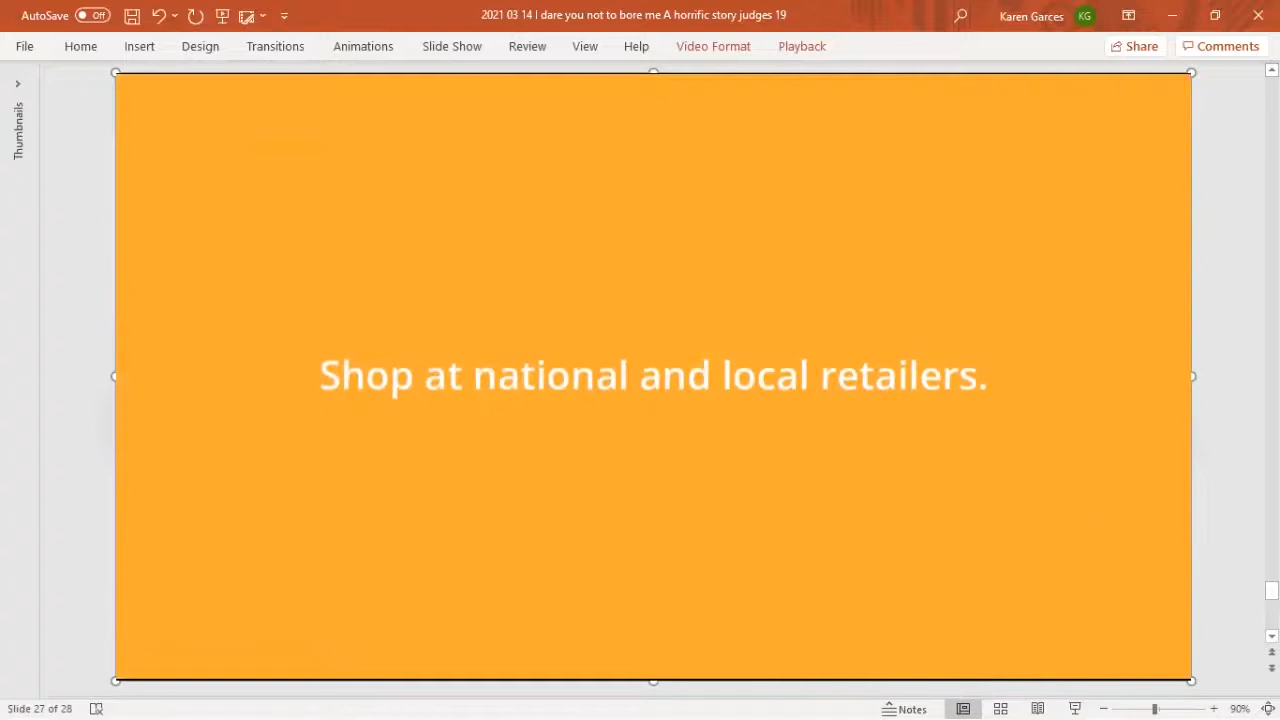 AutoSave Off 2021 03 14 I dare you not to bore me A horrific story judges 19 Karen Garces KG
File Home Insert Design Transitions Animations Slide Show Review View Help Video Format Playback Share Comments
Thumbnails
Shop at national and local retailers.
Slide 27 of 28 Notes 90%